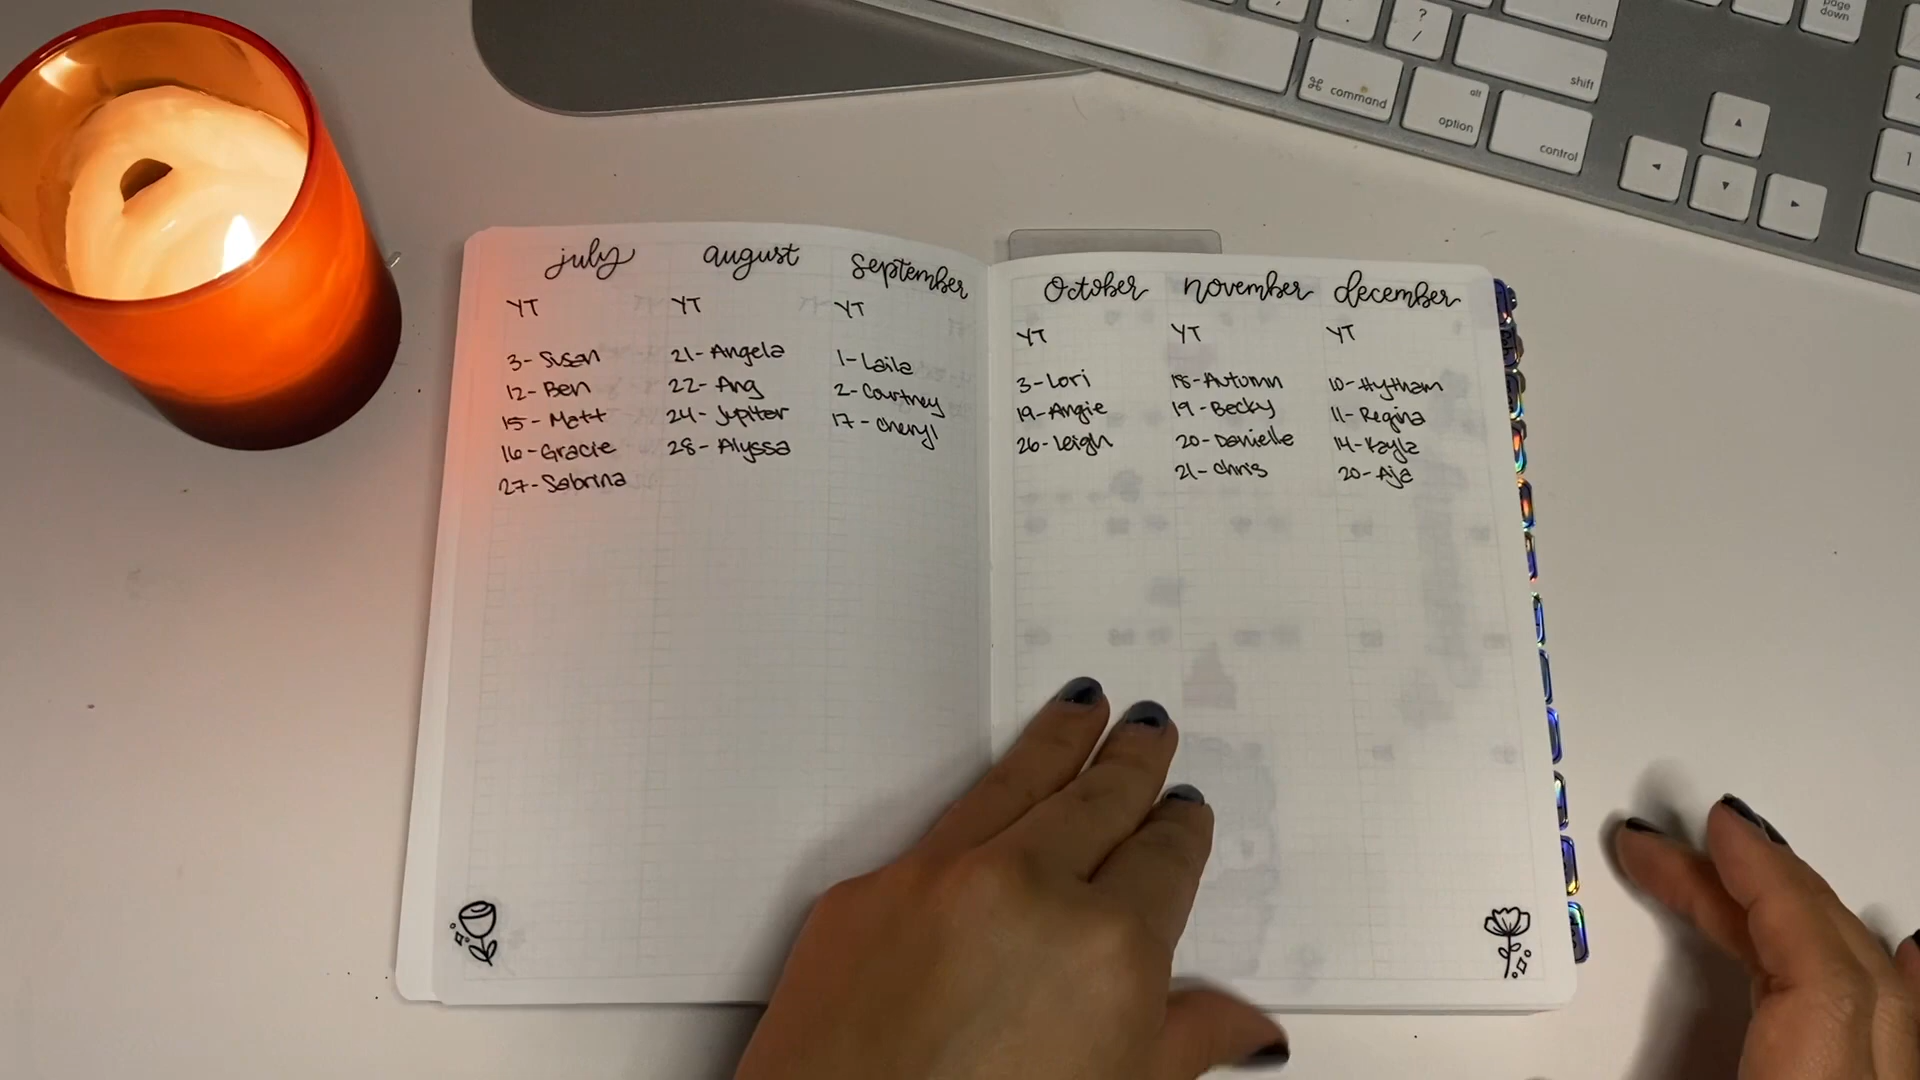 page down
return
?
/
shift
⌘ command
alt
option
control
1
july
YT
3- Susan
12- Ben
15- Matt
16- Gracie
27- Sabrina
august
YT
21- Angela
22- Ang
24- Jupiter
28- Alyssa
september
YT
1- Laila
2- Courtney
17- Cheryl
October
YT
3- Lori
19- Angie
26- Leigh
november
YT
18- Autumn
19- Becky
20- Danielle
21- Chris
december
YT
10- Hytham
11- Regina
14- Kayla
20- Aja